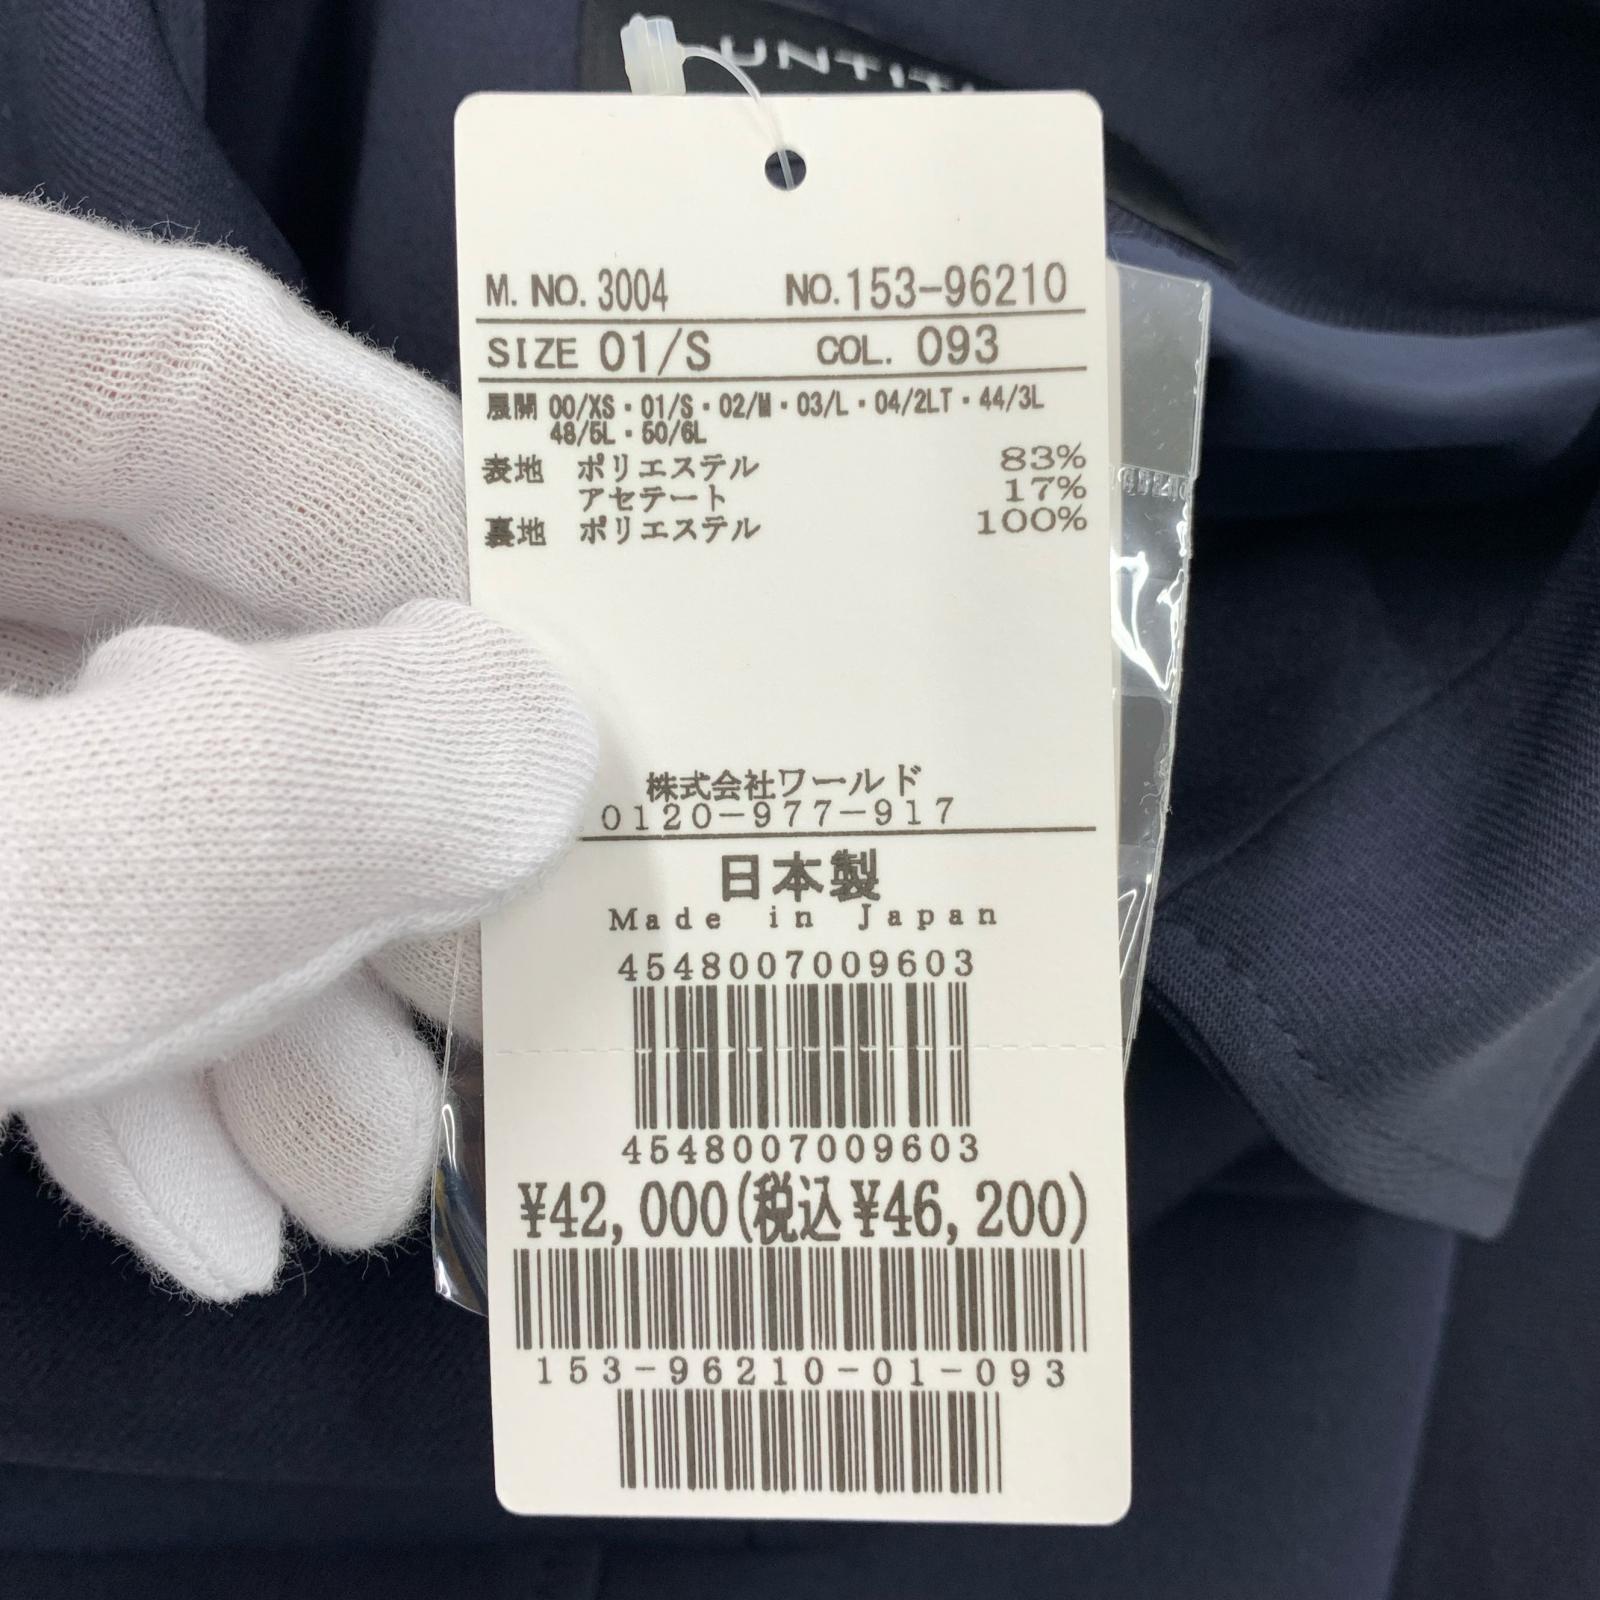 M. NO. 3004 NO. 153-96210
SIZE 01/S COL. 093
展開 00/XS・01/S・02/M・03/L・04/2LT・44/3L
48/5L・50/6L
表地 ポリエステル 83%
アセテート 17%
裏地 ポリエステル 100%
株式会社ワールド
0120-977-917
日本製
Made in Japan
4548007009603
4548007009603
¥42,000(税込¥46,200)
153-96210-01-093